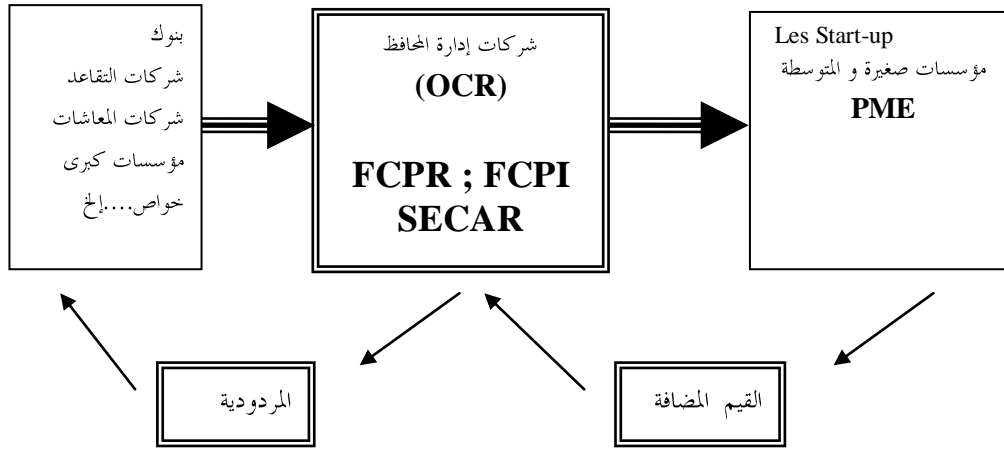 بنوك
شركات التقاعد
شركات المعاشات
مؤسسات كبرى
خواص....إلخ
شركات إدارة المحافظ
(OCR)
FCPR ; FCPI
SECAR
Les Start-up
مؤسسات صغيرة و المتوسطة
PME
المردودية
القيم المضافة